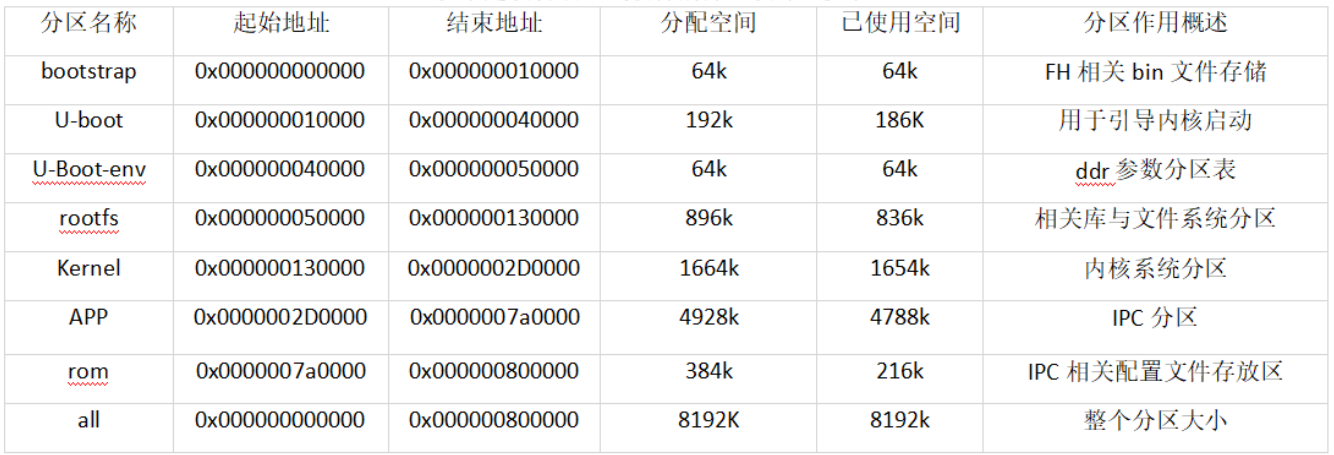 分区名称 起始地址 结束地址 分配空间 已使用空间 分区作用概述
bootstrap 0x000000000000 0x000000010000 64k 64k FH 相关 bin 文件存储
U-boot 0x000000010000 0x000000040000 192k 186K 用于引导内核启动
U-Boot-env 0x000000040000 0x000000050000 64k 64k ddr 参数分区表
rootfs 0x000000050000 0x000000130000 896k 836k 相关库与文件系统分区
Kernel 0x000000130000 0x0000002D0000 1664k 1654k 内核系统分区
APP 0x0000002D0000 0x0000007a0000 4928k 4788k IPC 分区
rom 0x0000007a0000 0x000000800000 384k 216k IPC 相关配置文件存放区
all 0x000000000000 0x000000800000 8192K 8192k 整个分区大小